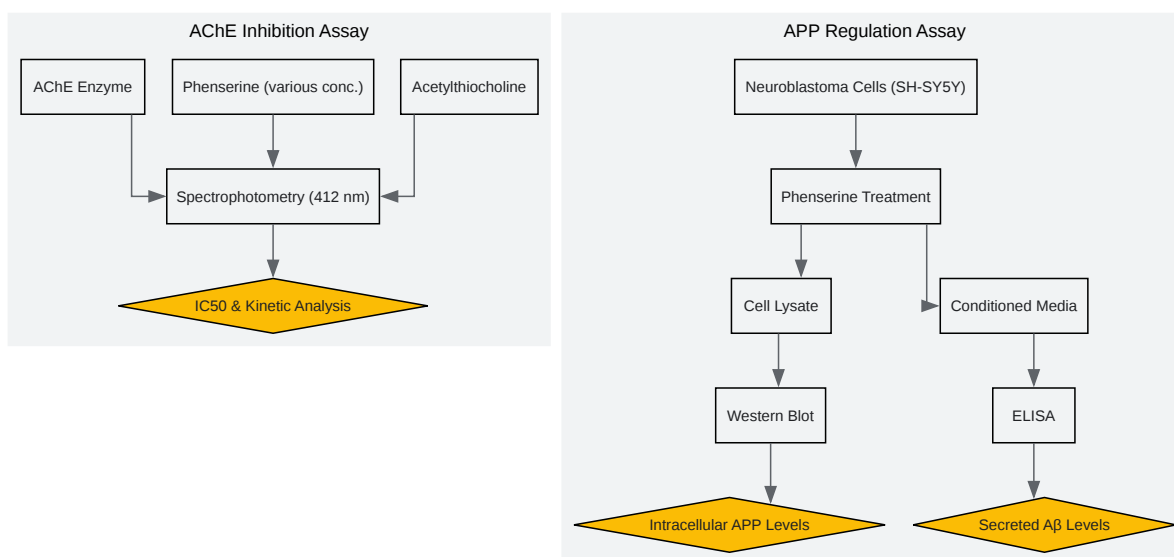 AChE Inhibition Assay
AChE Enzyme
Phenserine (various conc.)
Acetylthiocholine
Spectrophotometry (412 nm)
IC50 & Kinetic Analysis
APP Regulation Assay
Neuroblastoma Cells (SH-SY5Y)
Phenserine Treatment
Cell Lysate
Conditioned Media
Western Blot
ELISA
Intracellular APP Levels
Secreted Aβ Levels